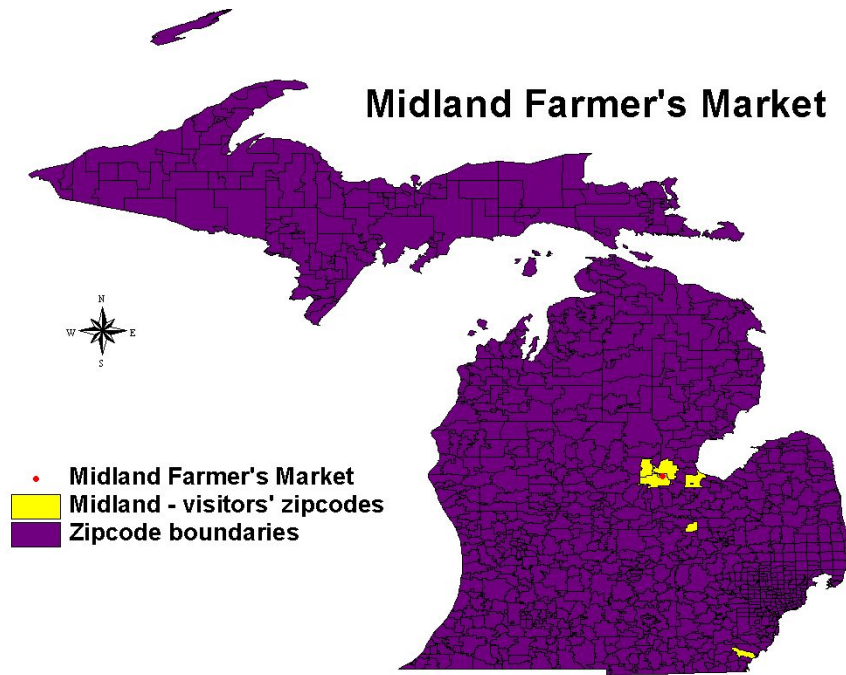 Midland Farmer's Market
N
W E
S
Midland Farmer's Market
Midland - visitors' zipcodes
Zipcode boundaries